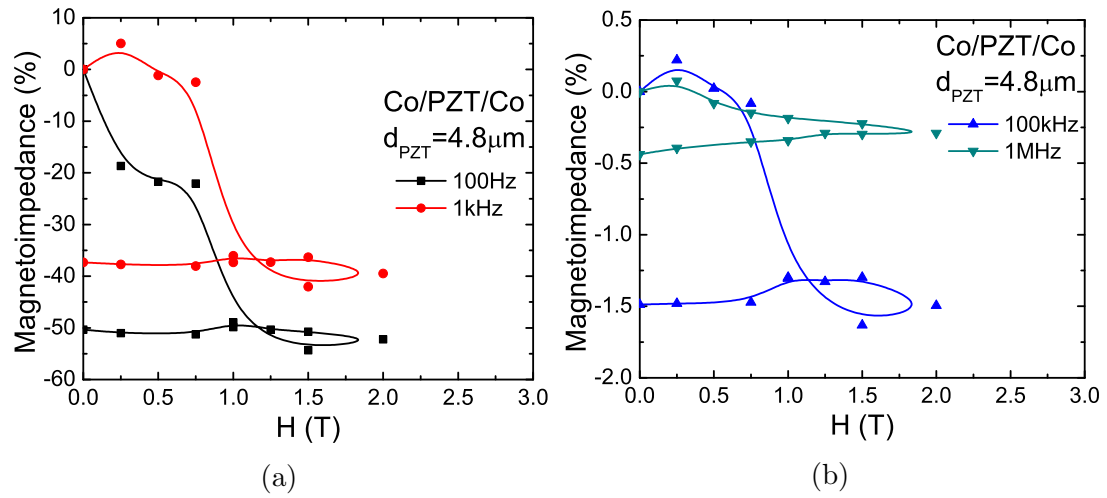 10
0
-10
-20
-30
-40
-50
-60
Magnetoimpedance (%)
Co/PZT/Co
d_PZT=4.8μm
100Hz
1kHz
0.0 0.5 1.0 1.5 2.0 2.5 3.0
H (T)
(a)
0.5
0.0
-0.5
-1.0
-1.5
-2.0
Magnetoimpedance (%)
Co/PZT/Co
d_PZT=4.8μm
100kHz
1MHz
0.0 0.5 1.0 1.5 2.0 2.5 3.0
H (T)
(b)